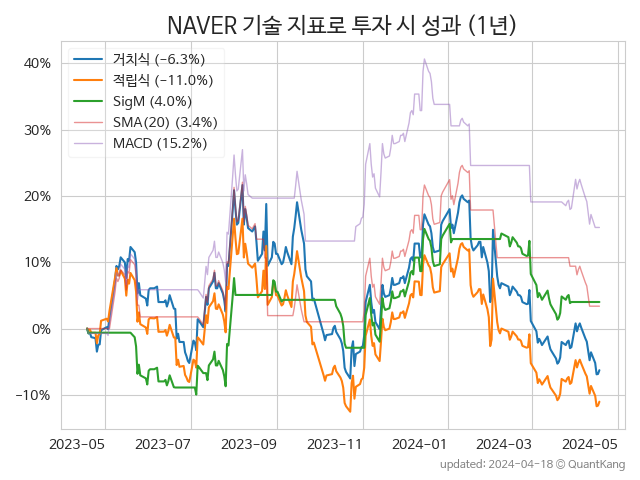 NAVER 기술 지표로 투자 시 성과 (1년)
거치식 (−6.3%)
적립식 (−11.0%)
SigM (4.0%)
SMA(20) (3.4%)
MACD (15.2%)
40%
30%
20%
10%
0%
−10%
2023−05 2023−07 2023−09 2023−11 2024−01 2024−03 2024−05
updated: 2024−04−18 © QuantKang